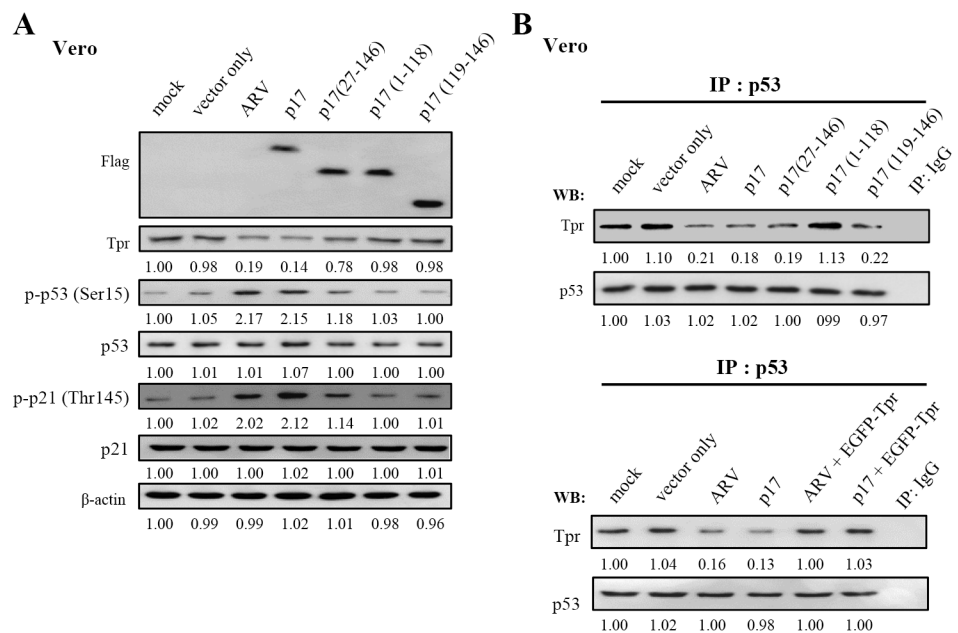 A
Vero
mock
vector only
ARV
p17
p17(27-146)
p17 (1-118)
p17 (119-146)
Flag
Tpr
1.00 0.98 0.19 0.14 0.78 0.98 0.98
p-p53 (Ser15)
1.00 1.05 2.17 2.15 1.18 1.03 1.00
p53
1.00 1.01 1.01 1.07 1.00 1.00 1.00
p-p21 (Thr145)
1.00 1.02 2.02 2.12 1.14 1.00 1.01
p21
1.00 1.00 1.00 1.02 1.00 1.00 1.01
β-actin
1.00 0.99 0.99 1.02 1.01 0.98 0.96
B
Vero
IP : p53
WB:
mock
vector only
ARV
p17
p17(27-146)
p17 (1-118)
p17 (119-146)
IP: IgG
Tpr
1.00 1.10 0.21 0.18 0.19 1.13 0.22
p53
1.00 1.03 1.02 1.02 1.00 099 0.97
IP : p53
WB:
mock
vector only
ARV
p17
ARV + EGFP-Tpr
p17 + EGFP-Tpr
IP: IgG
Tpr
1.00 1.04 0.16 0.13 1.00 1.03
p53
1.00 1.02 1.00 0.98 1.00 1.00